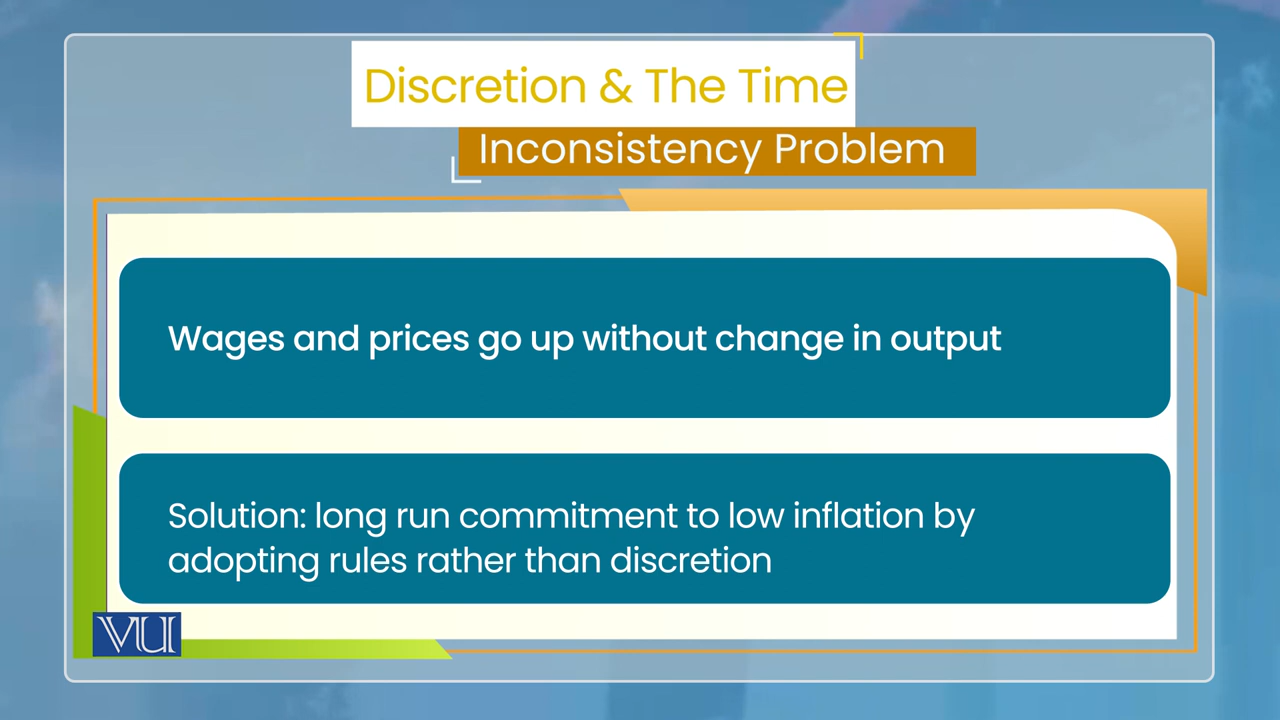 Discretion & The Time
Inconsistency Problem
Wages and prices go up without change in output
Solution: long run commitment to low inflation by
adopting rules rather than discretion
VU